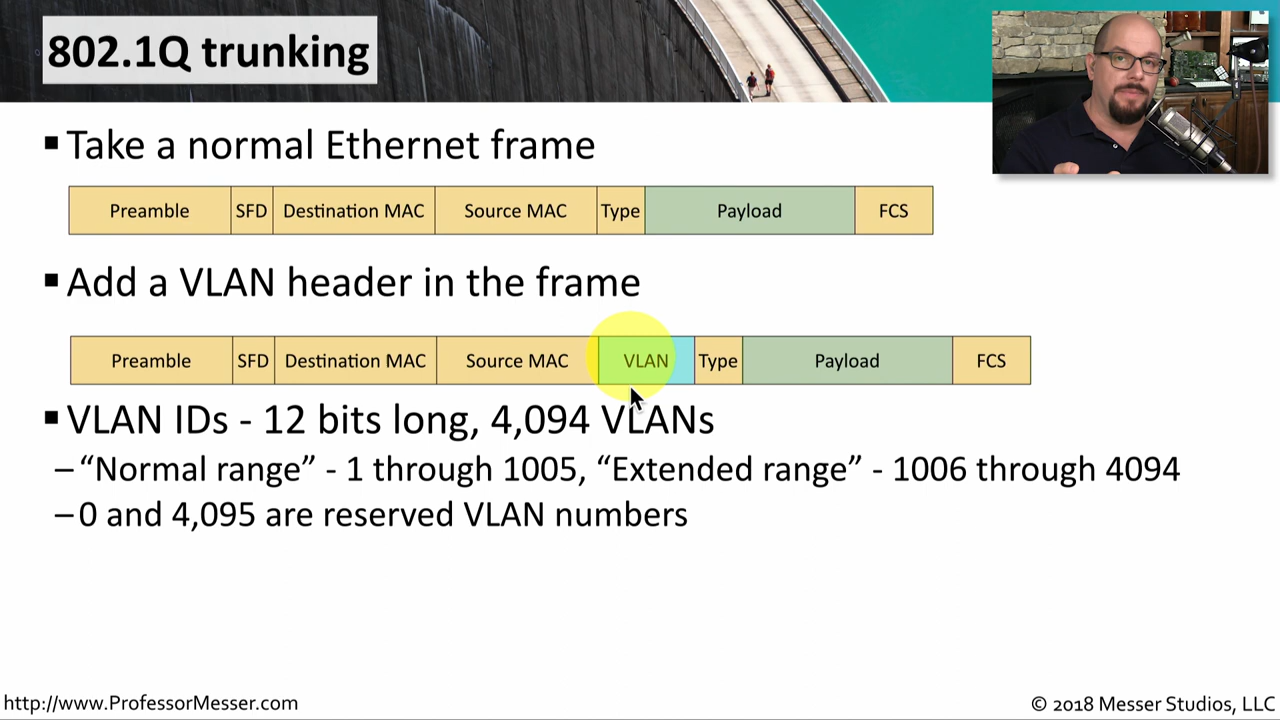 802.1Q trunking
▪ Take a normal Ethernet frame
Preamble SFD Destination MAC Source MAC Type Payload FCS
▪ Add a VLAN header in the frame
Preamble SFD Destination MAC Source MAC VLAN Type Payload FCS
▪ VLAN IDs - 12 bits long, 4,094 VLANs
– “Normal range” - 1 through 1005, “Extended range” - 1006 through 4094
– 0 and 4,095 are reserved VLAN numbers
http://www.ProfessorMesser.com
© 2018 Messer Studios, LLC